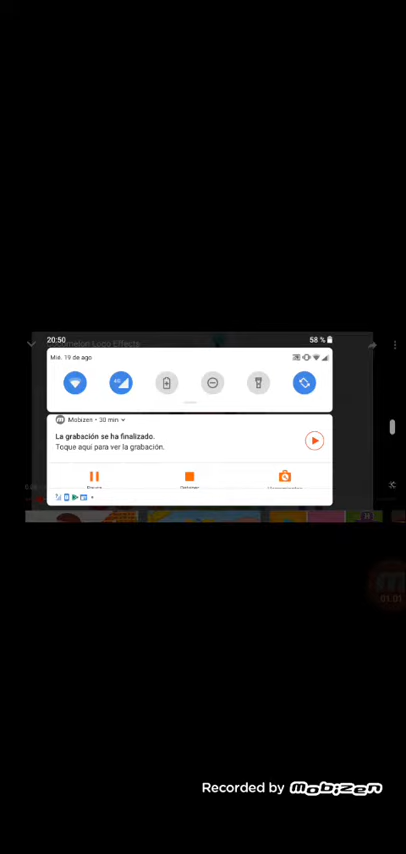 20:50
58 %
Mié. 19 de ago
4G
Mobizen • 30 min
La grabación se ha finalizado.
Toque aquí para ver la grabación.
01:01
Recorded by mobizen